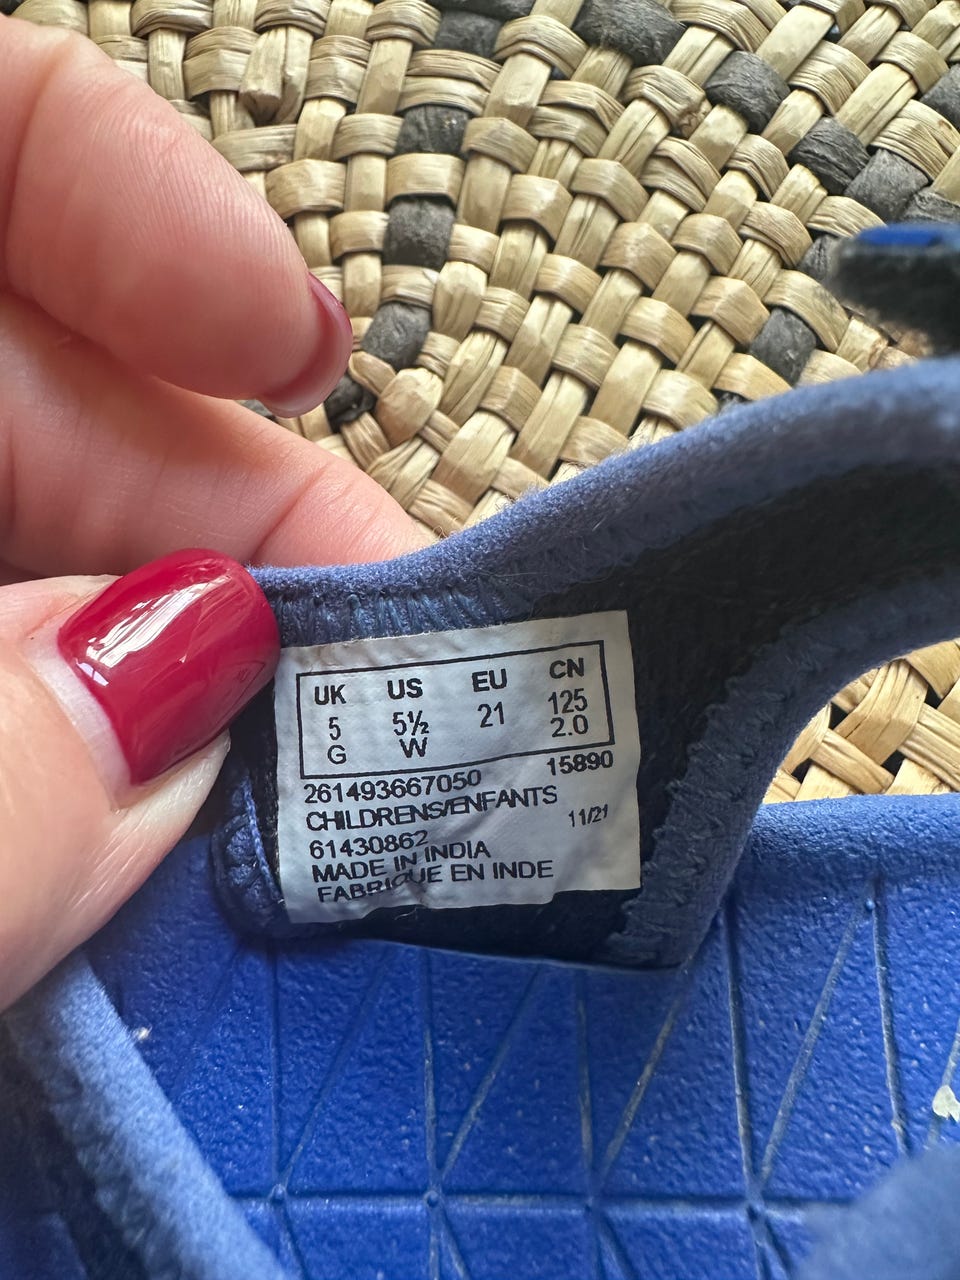 UK US EU CN
5 5½ 21 125
G W 2.0
261493667050 15890
CHILDRENS/ENFANTS
61430862 11/21
MADE IN INDIA
FABRIQUE EN INDE